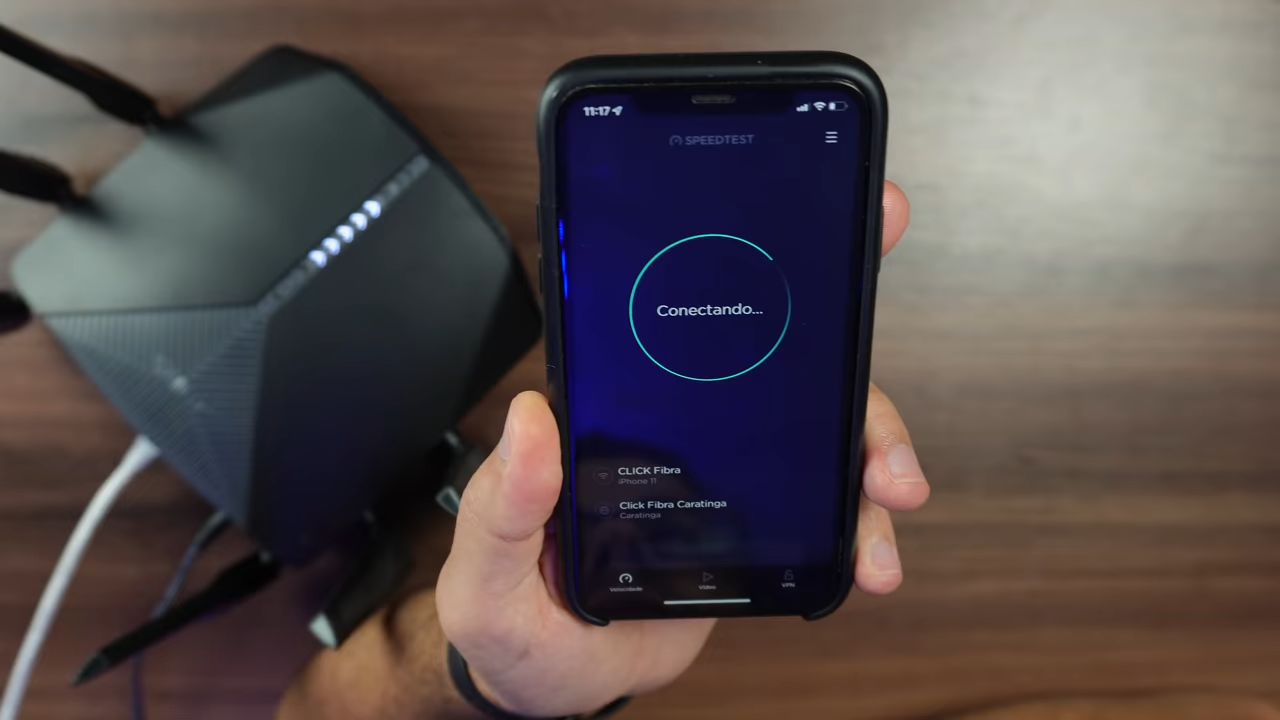 11:17
SPEEDTEST
Conectando...
CLICK Fibra
iPhone 11
Click Fibra Caratinga
Caratinga
Velocidade
Vídeo
VPN